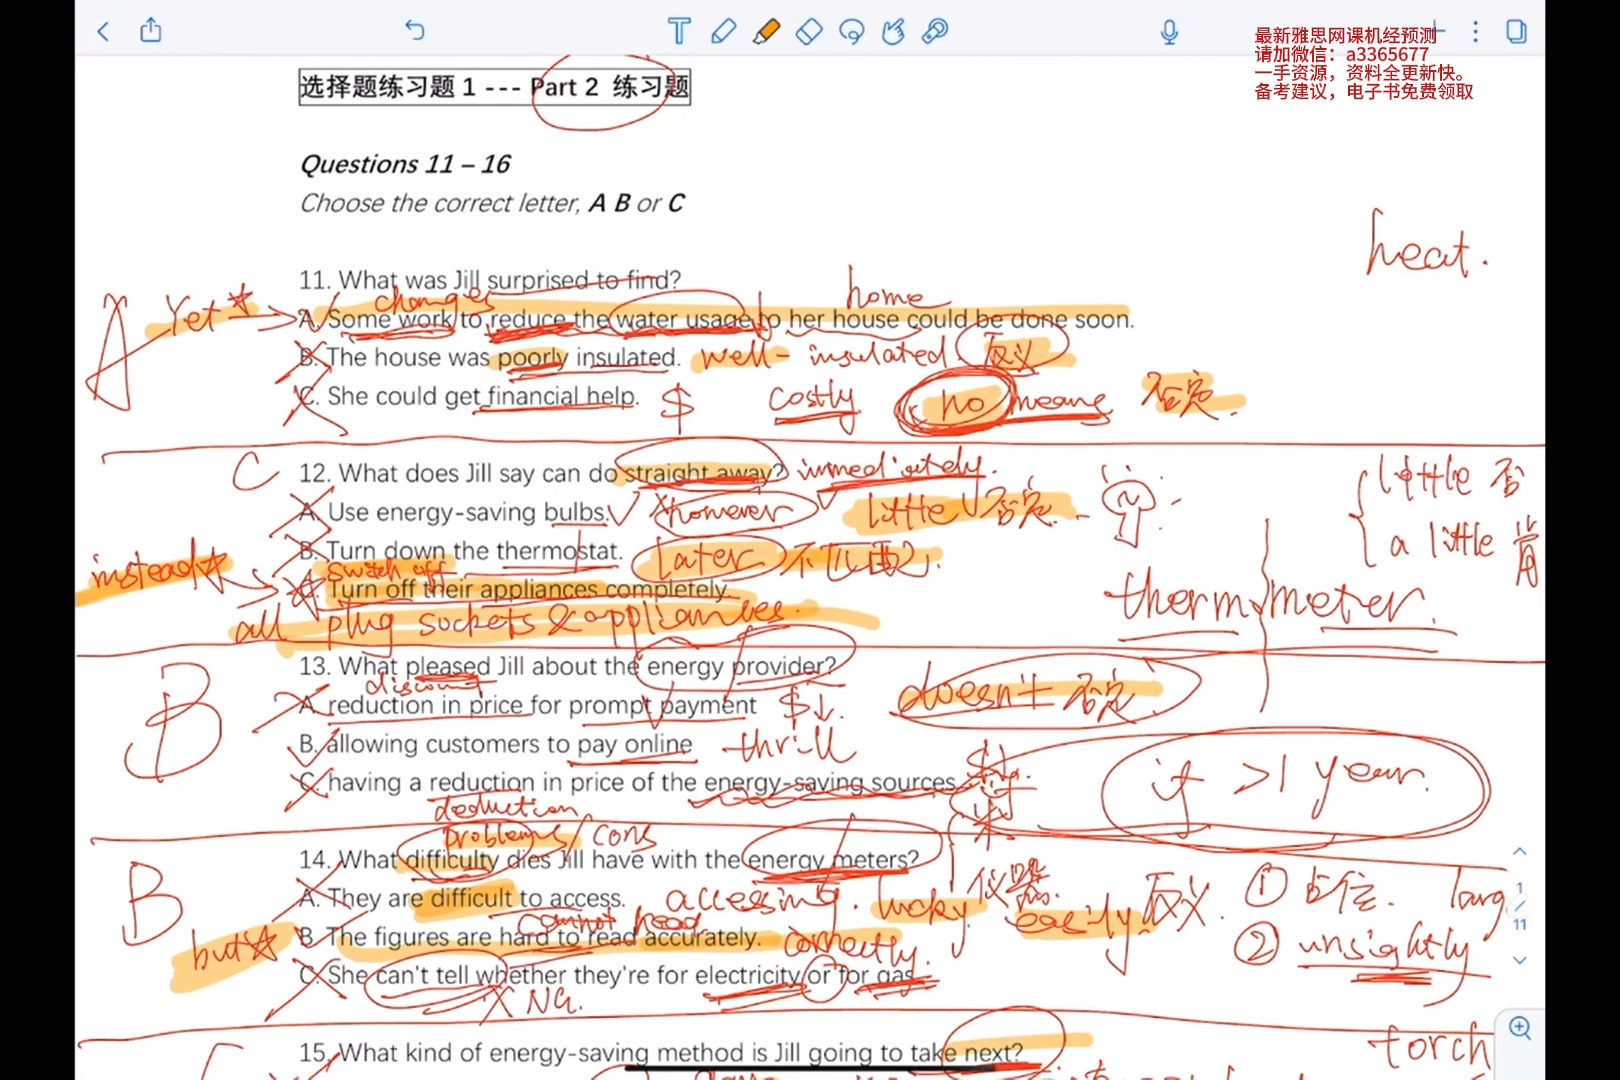 最新雅思网课机经预测
请加微信：a3365677
一手资源，资料全更新快。
备考建议，电子书免费领取
选择题练习题 1 --- Part 2 练习题
Questions 11 – 16
Choose the correct letter, A B or C
heat.
11. What was Jill surprised to find?
changes home
A Yet
A. Some work to reduce the water usage to her house could be done soon.
B. The house was poorly insulated. well- insulated 反义
C. She could get financial help. $ costly no means 否定.
C 12. What does Jill say can do straight away? immediately.
little 否
A. Use energy-saving bulbs. however little 否定
a little 肯
B. Turn down the thermostat. later 不匹配
instead switch off
C. Turn off their appliances completely.
thermometer
all plug sockets & appliances.
13. What pleased Jill about the energy provider?
B discount
A. reduction in price for prompt payment $↓. doesn't 否定
B. allowing customers to pay online thrill
if >1 year.
C. having a reduction in price of the energy-saving sources
deduction
problems / cons
14. What difficulty dies Jill have with the energy meters?
B
仪器
A. They are difficult to access. accessing. lucky easily. 反义. ① 占位. larg
cannot read
but B. The figures are hard to read accurately. correctly. ② unsightly
C. She can't tell whether they're for electricity or for gas
NG.
1
/
11
15. What kind of energy-saving method is Jill going to take next?
torch